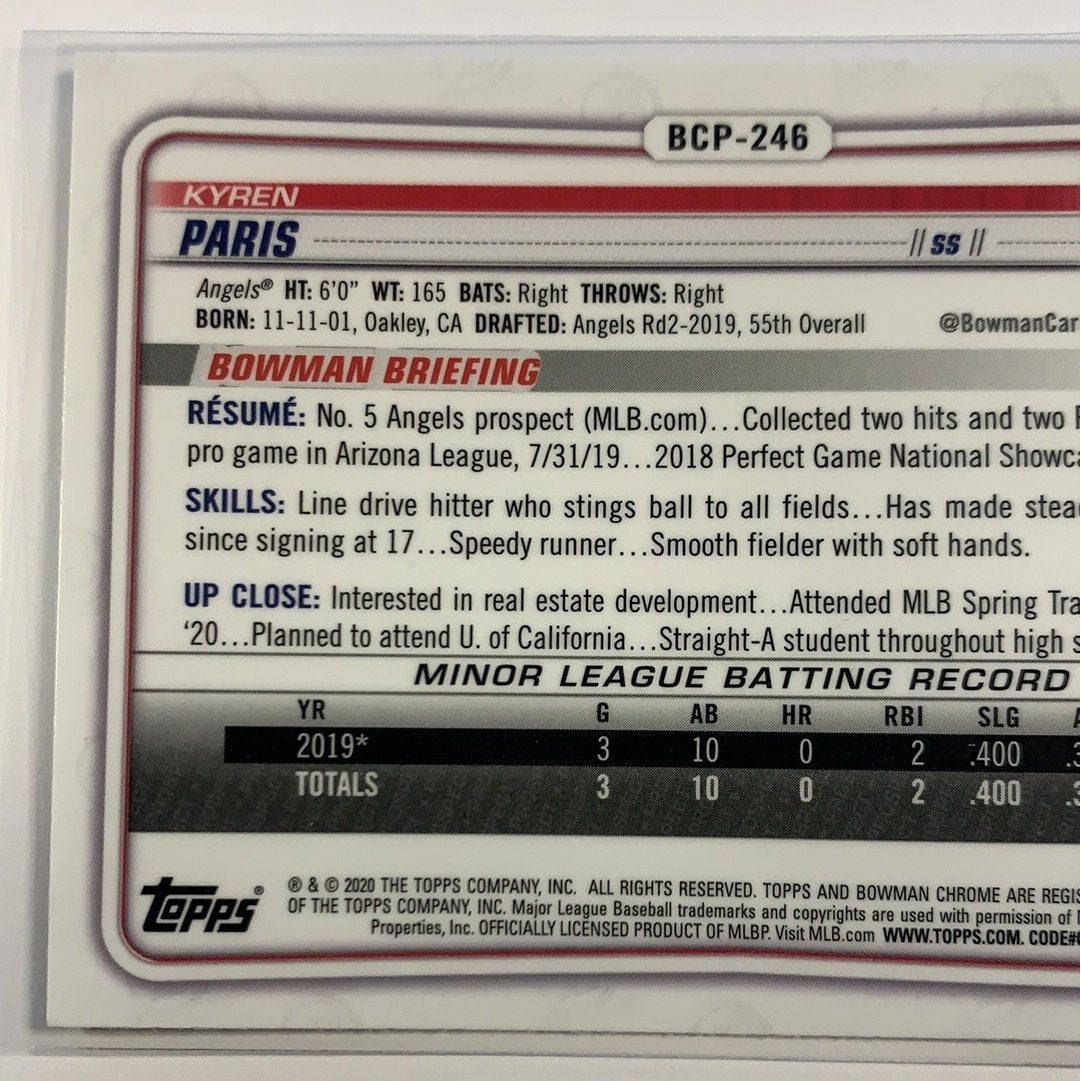 BCP-246
KYREN
PARIS // SS //
Angels® HT: 6'0" WT: 165 BATS: Right THROWS: Right
BORN: 11-11-01, Oakley, CA DRAFTED: Angels Rd2-2019, 55th Overall @BowmanCar
BOWMAN BRIEFING
RÉSUMÉ: No. 5 Angels prospect (MLB.com)...Collected two hits and two
pro game in Arizona League, 7/31/19...2018 Perfect Game National Showc
SKILLS: Line drive hitter who stings ball to all fields...Has made stea
since signing at 17...Speedy runner...Smooth fielder with soft hands.
UP CLOSE: Interested in real estate development...Attended MLB Spring Tra
'20...Planned to attend U. of California...Straight-A student throughout high s
MINOR LEAGUE BATTING RECORD
YR G AB HR RBI SLG
2019* 3 10 0 2 .400 .3
TOTALS 3 10 0 2 .400 .3
Topps® ® & © 2020 THE TOPPS COMPANY, INC. ALL RIGHTS RESERVED. TOPPS AND BOWMAN CHROME ARE REGIS
OF THE TOPPS COMPANY, INC. Major League Baseball trademarks and copyrights are used with permission of
Properties, Inc. OFFICIALLY LICENSED PRODUCT OF MLBP. Visit MLB.com WWW.TOPPS.COM. CODE#